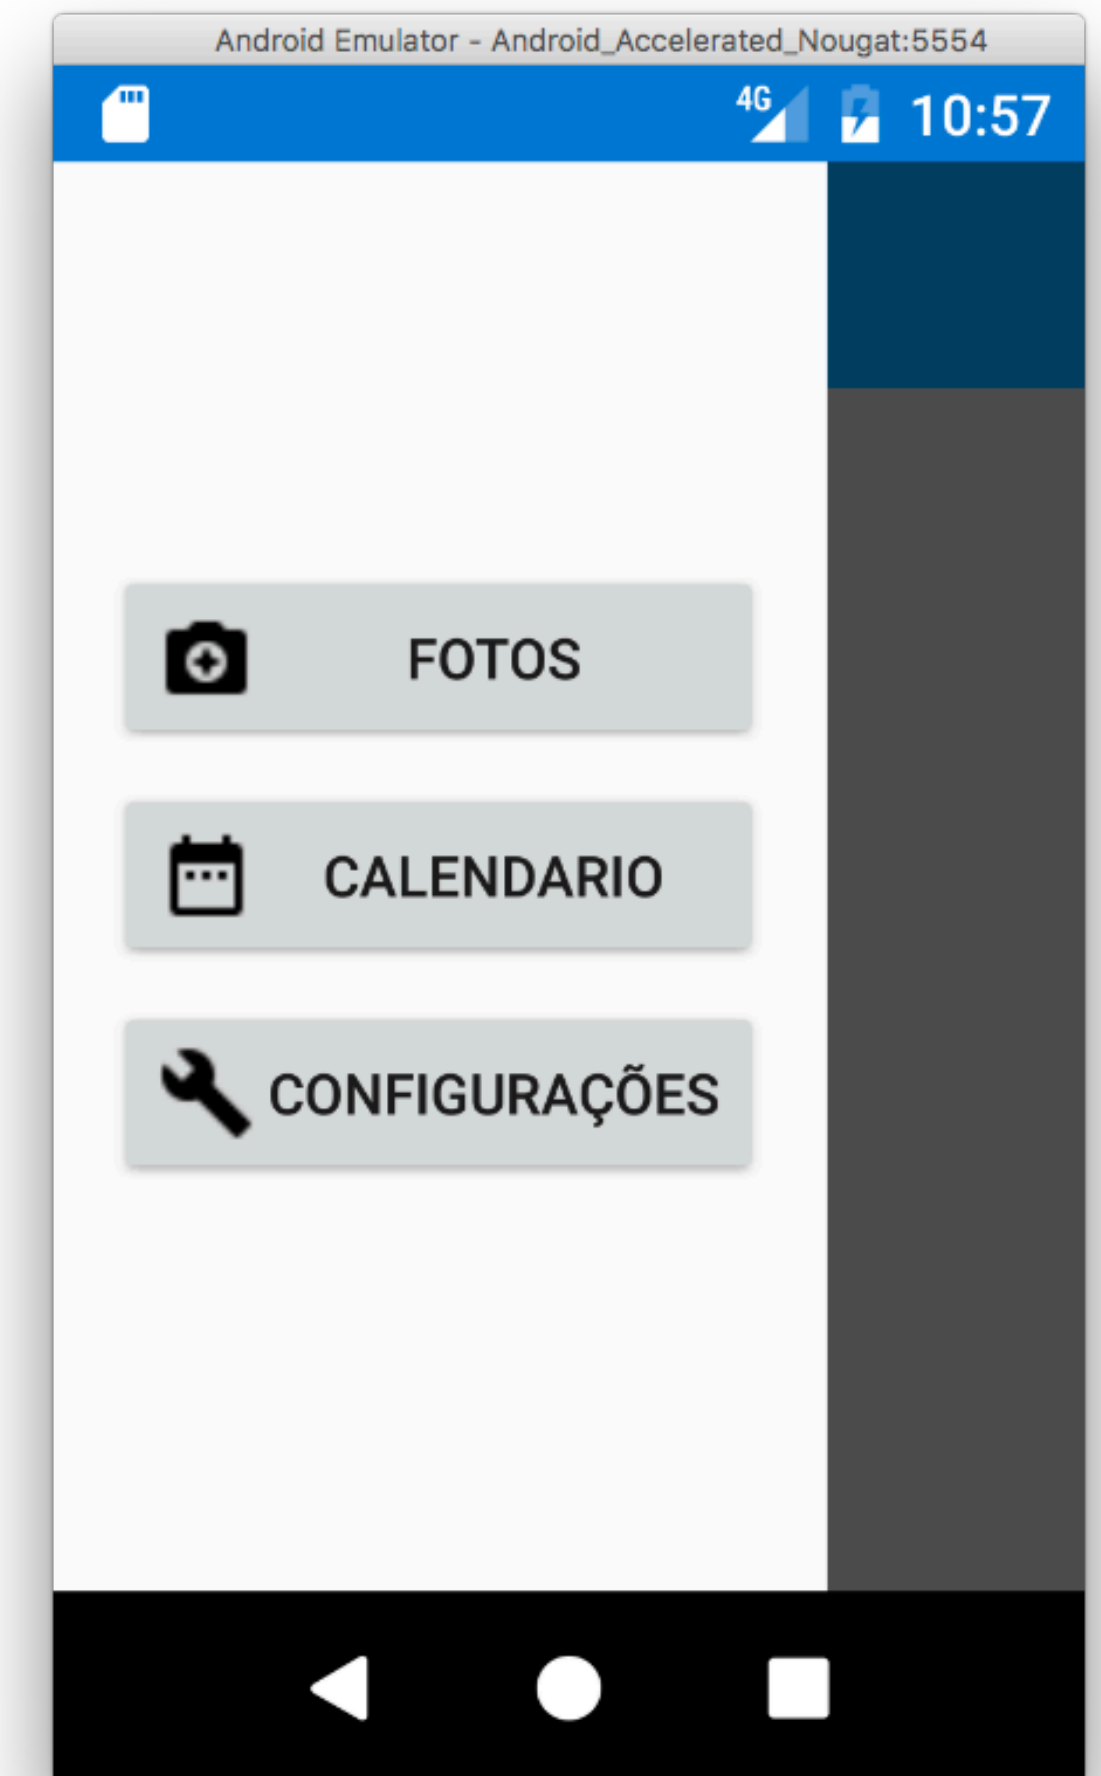 Android Emulator - Android_Accelerated_Nougat:5554
4G 10:57
FOTOS
CALENDARIO
CONFIGURAÇÕES